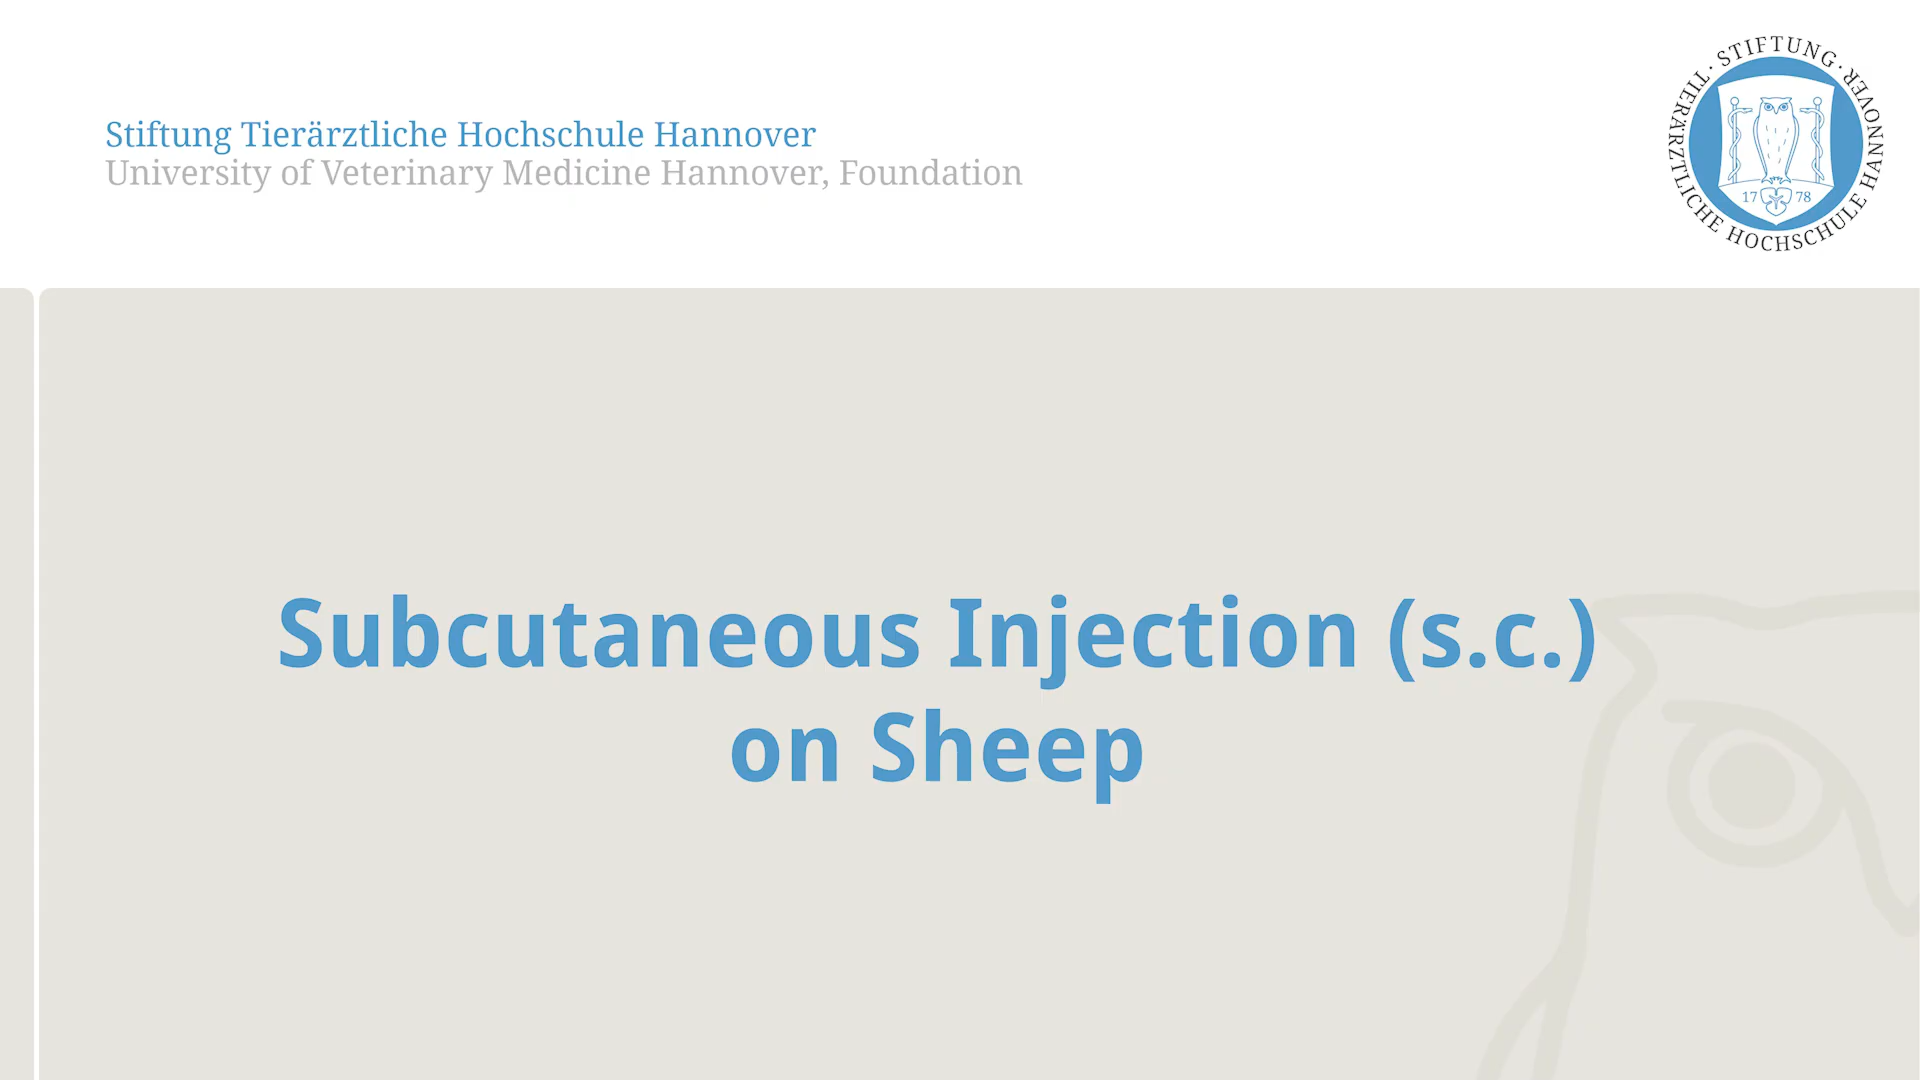 Stiftung Tierärztliche Hochschule Hannover
University of Veterinary Medicine Hannover, Foundation
· STIFTUNG · TIERÄRZTLICHE HOCHSCHULE HANNOVER
17 78
Subcutaneous Injection (s.c.)
on Sheep